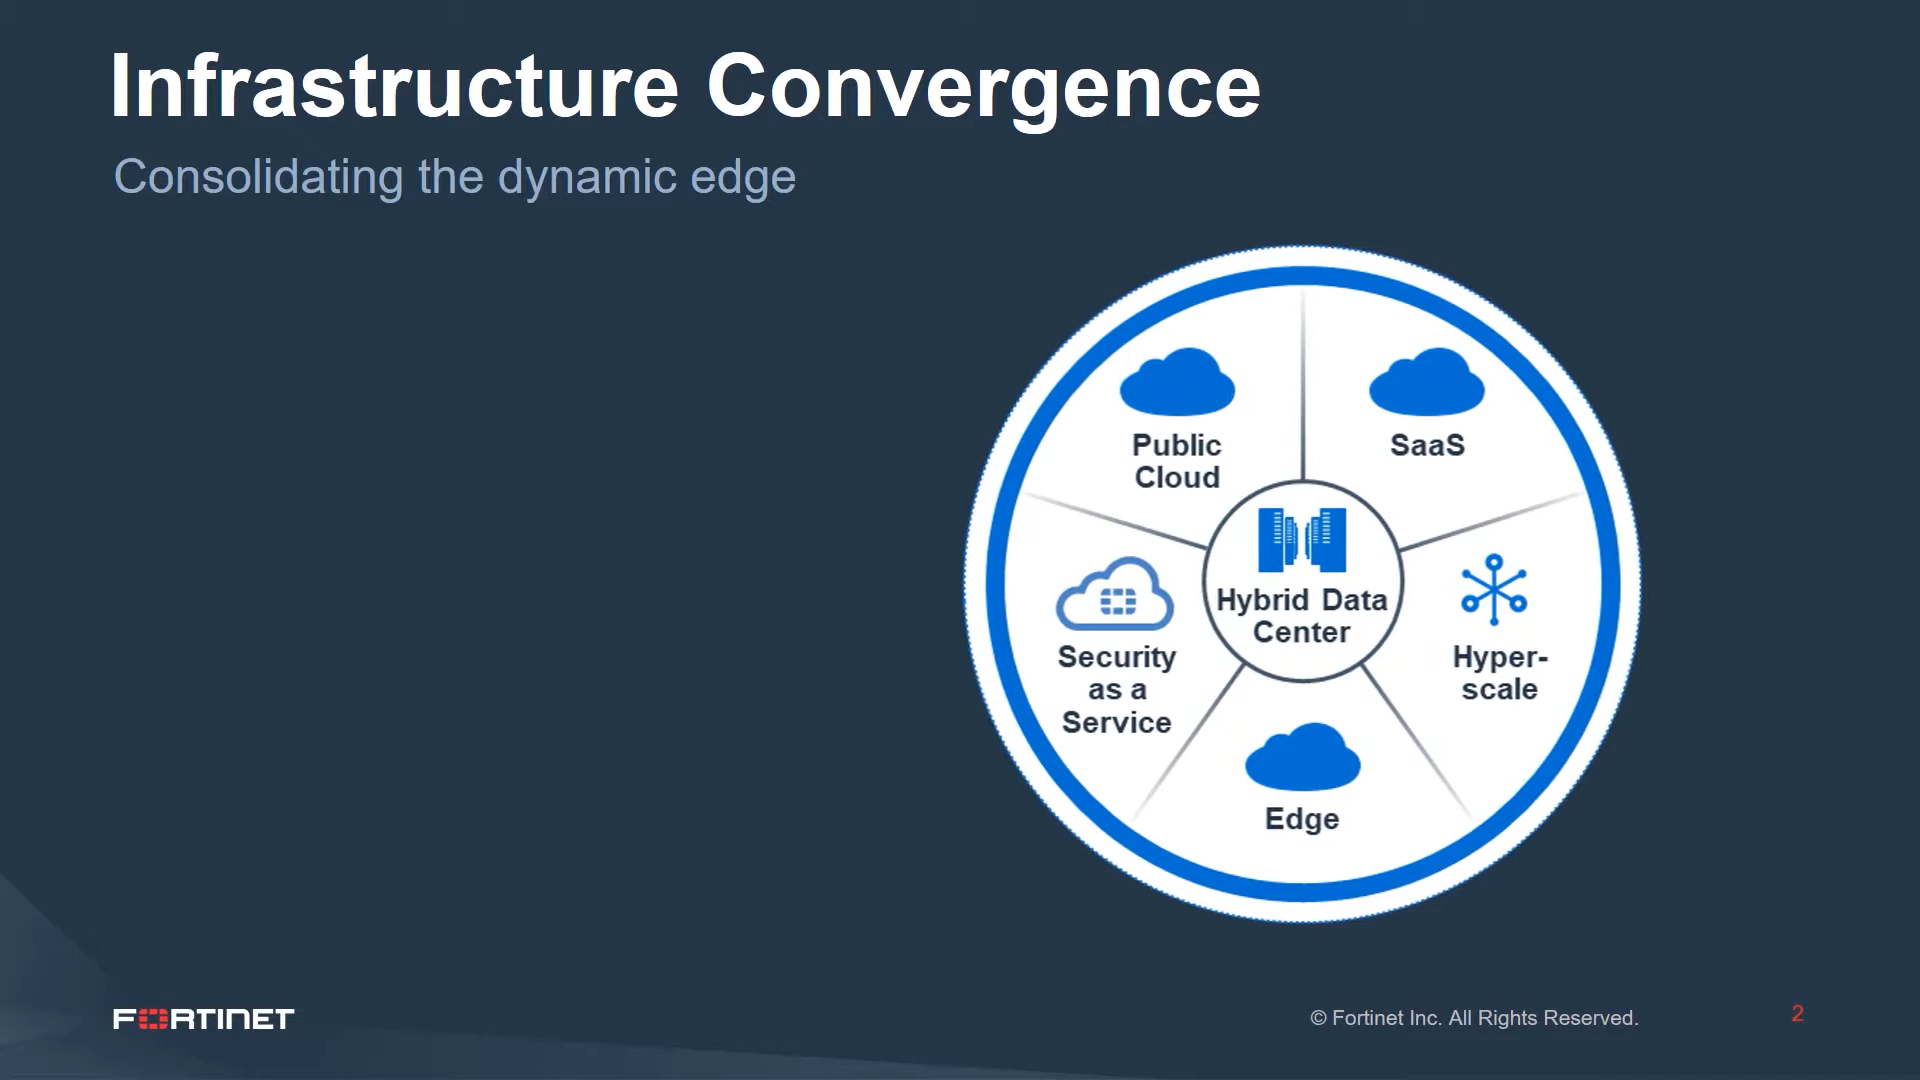 Infrastructure Convergence
Consolidating the dynamic edge
Public
Cloud
SaaS
Hybrid Data
Center
Security
as a
Service
Hyper-
scale
Edge
FORTINET
© Fortinet Inc. All Rights Reserved.
2